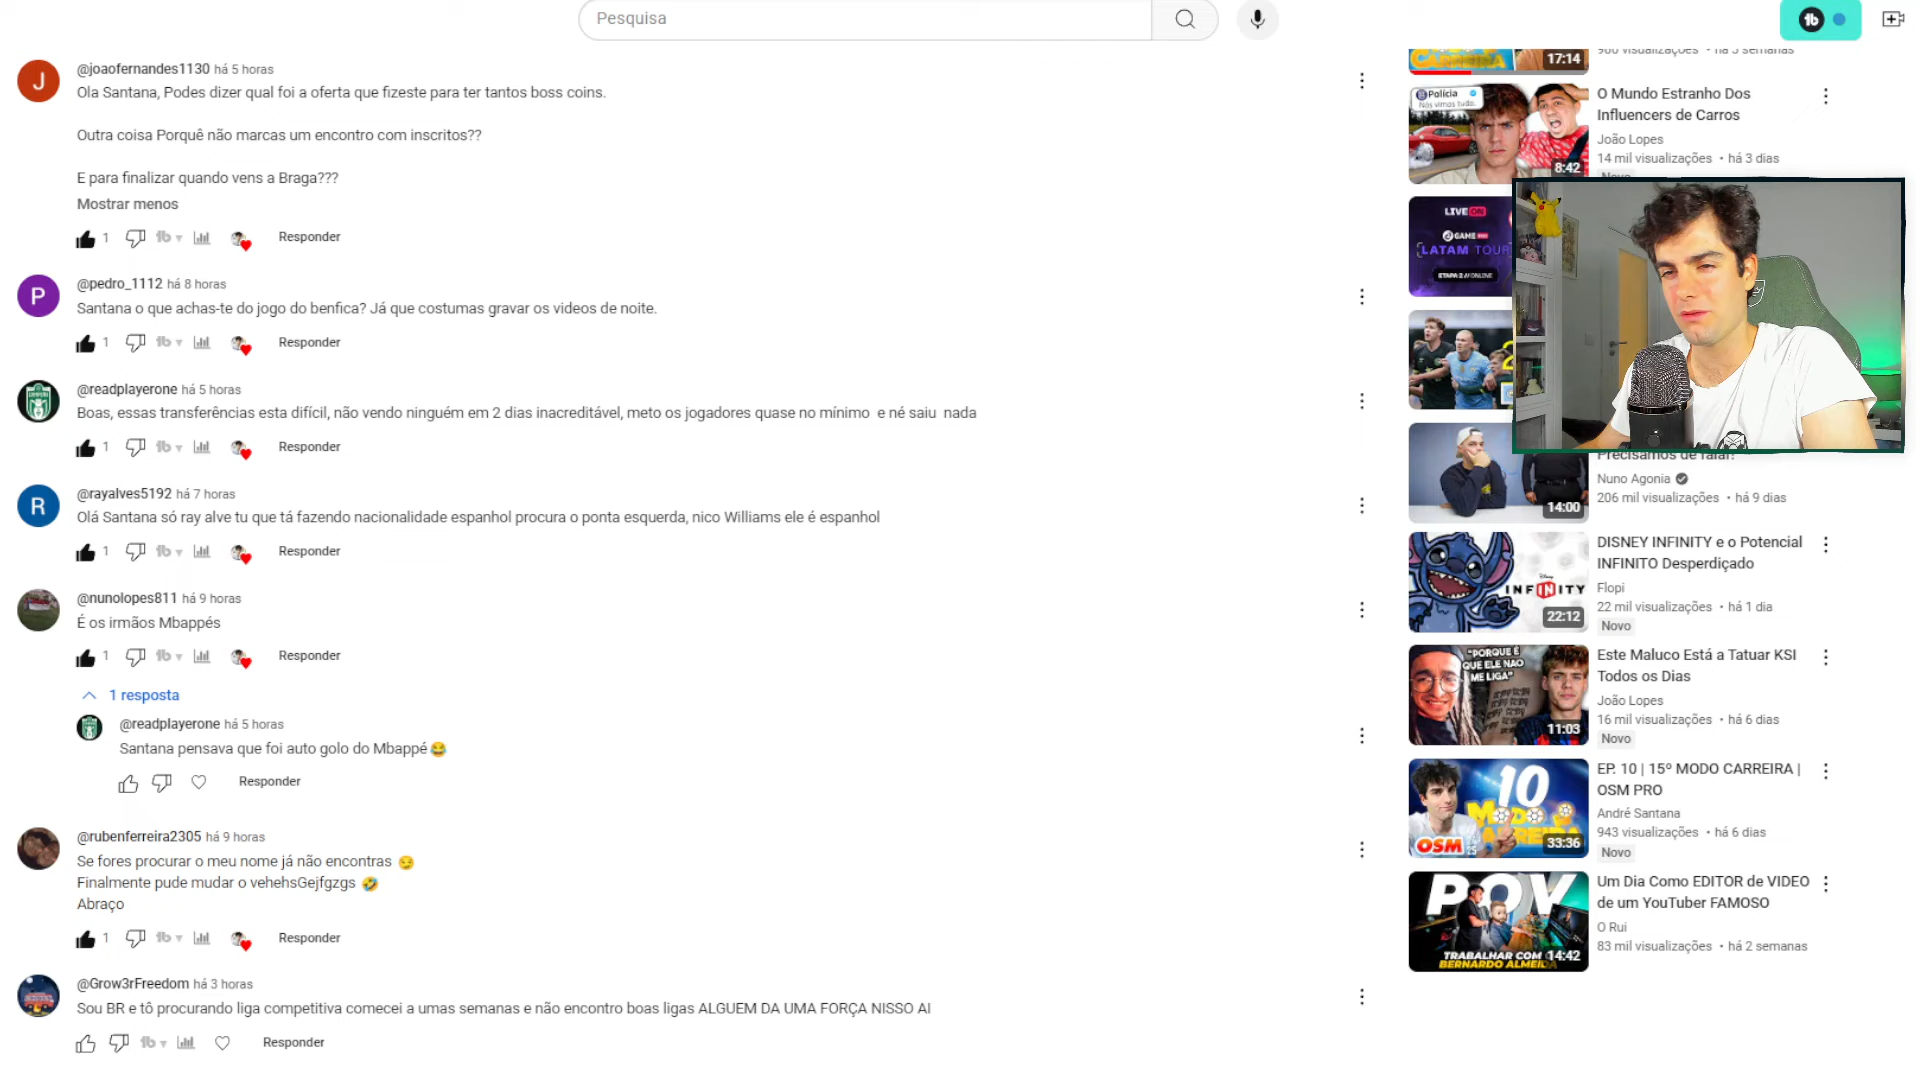 Pesquisa
J
@joaofernandes1130 há 5 horas
Ola Santana, Podes dizer qual foi a oferta que fizeste para ter tantos boss coins.
Outra coisa Porquê não marcas um encontro com inscritos??
E para finalizar quando vens a Braga???
Mostrar menos
1
Responder
P
@pedro_1112 há 8 horas
Santana o que achas-te do jogo do benfica? Já que costumas gravar os videos de noite.
1
Responder
@readplayerone há 5 horas
Boas, essas transferências esta difícil, não vendo ninguém em 2 dias inacreditável, meto os jogadores quase no mínimo e né saiu nada
1
Responder
R
@rayalves5192 há 7 horas
Olá Santana só ray alve tu que tá fazendo nacionalidade espanhol procura o ponta esquerda, nico Williams ele é espanhol
1
Responder
@nunolopes811 há 9 horas
É os irmãos Mbappés
1
Responder
1 resposta
@readplayerone há 5 horas
Santana pensava que foi auto golo do Mbappé😂
Responder
@rubenferreira2305 há 9 horas
Se fores procurar o meu nome já não encontras 😏
Finalmente pude mudar o vehehsGejfgzgs 🤣
Abraço
1
Responder
@Grow3rFreedom há 3 horas
Sou BR e tô procurando liga competitiva comecei a umas semanas e não encontro boas ligas ALGUEM DA UMA FORÇA NISSO AI
Responder
17:14
900 visualizações • há 3 semanas
Polícia
Nós vimos tudo.
8:42
O Mundo Estranho Dos
Influencers de Carros
João Lopes
14 mil visualizações • há 3 dias
Novo
LIVE ON
GAME
LATAM TOUR
ETAPA 2 // ONLINE
14:00
Precisamos de falar!
Nuno Agonia
206 mil visualizações • há 9 dias
Disney
INFINITY
22:12
DISNEY INFINITY e o Potencial
INFINITO Desperdiçado
Flopi
22 mil visualizações • há 1 dia
Novo
"PORQUE É
QUE ELE NAO
ME LIGA"
11:03
Este Maluco Está a Tatuar KSI
Todos os Dias
João Lopes
16 mil visualizações • há 6 dias
Novo
10
MODO
CARREIRA
OSM
33:36
EP. 10 | 15º MODO CARREIRA |
OSM PRO
André Santana
943 visualizações • há 6 dias
Novo
POV
TRABALHAR COM
BERNARDO ALMEIDA
14:42
Um Dia Como EDITOR de VIDEO
de um YouTuber FAMOSO
O Rui
83 mil visualizações • há 2 semanas